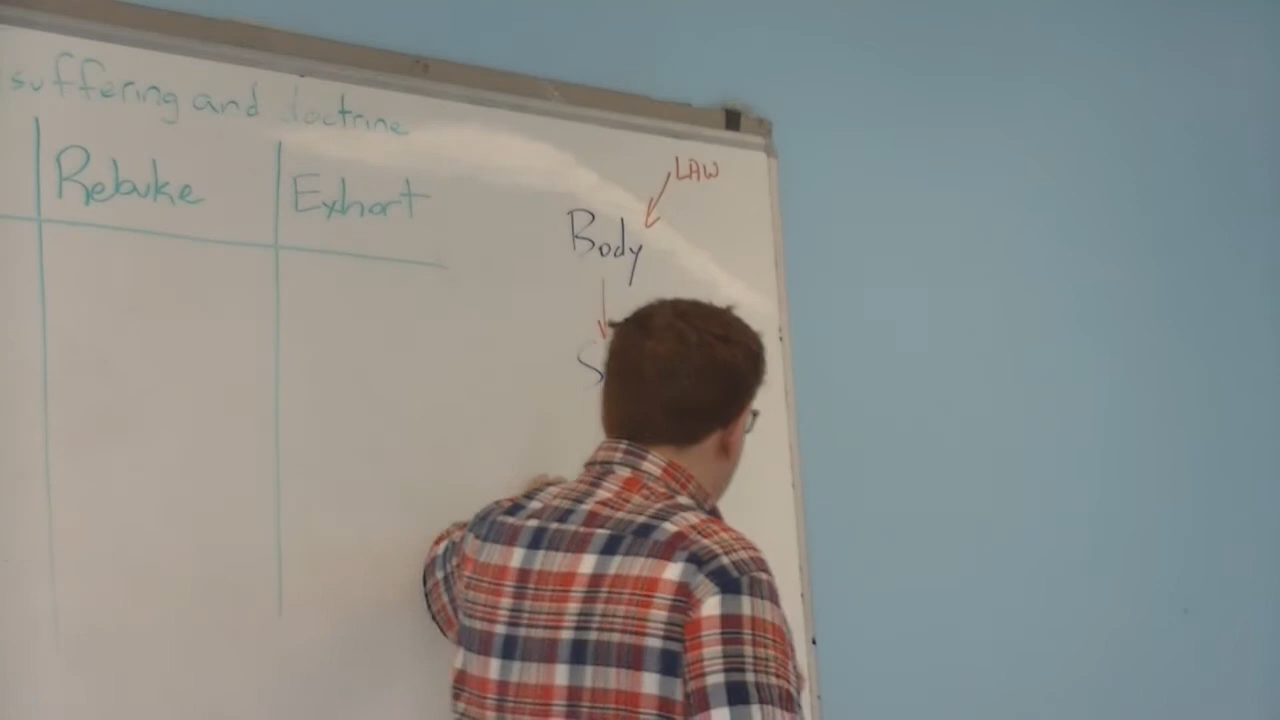 suffering and doctrine
Rebuke
Exhort
LAW
Body
S